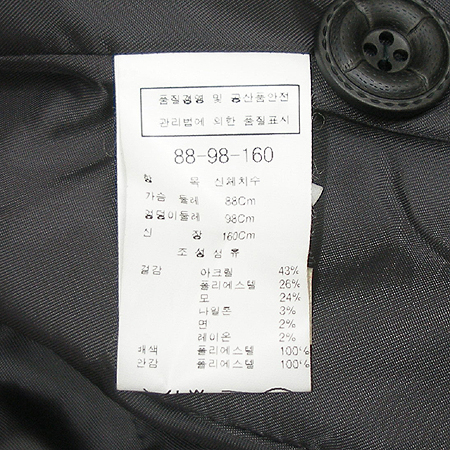 품질경영 및 공산품안전
관리법에 의한 품질표시
88-98-160
항 목 신체치수
가슴 둘레 88Cm
엉덩이둘레 98Cm
신 장 160Cm
조성섬유
겉감 아크릴 43%
폴리에스텔 26%
모 24%
나일론 3%
면 2%
레이온 2%
배색 폴리에스텔 100%
안감 폴리에스텔 100%